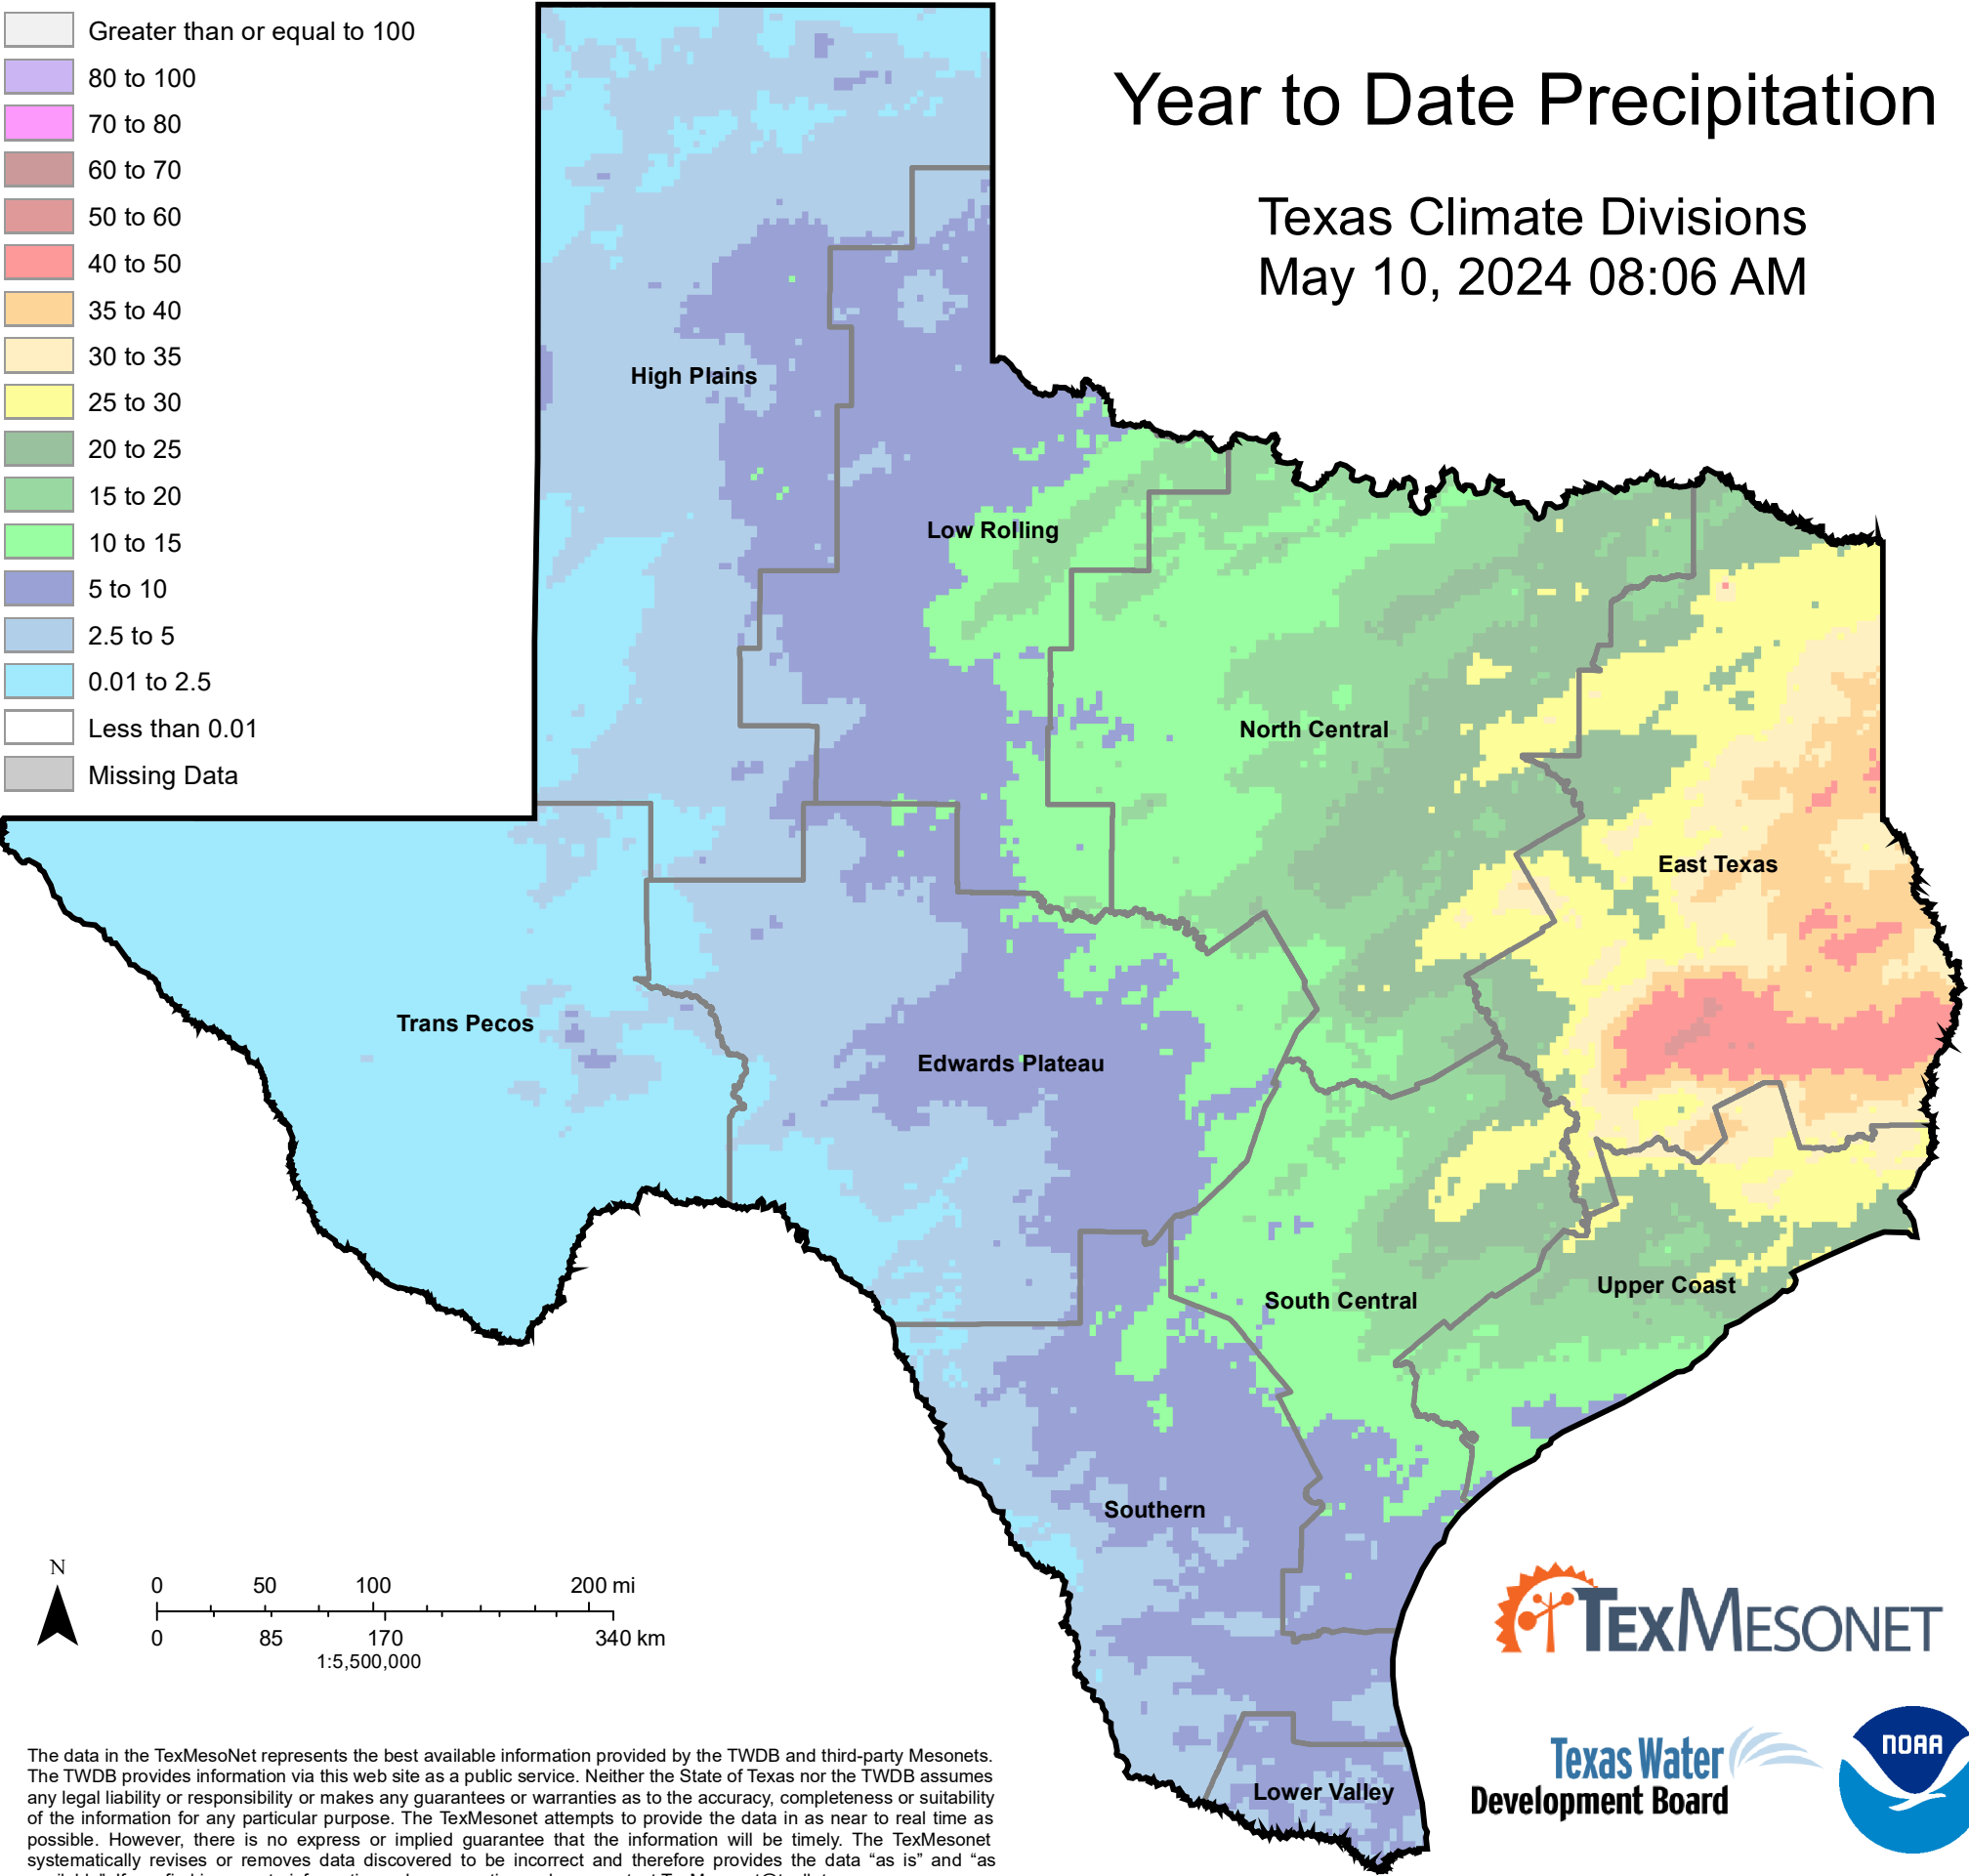 Greater than or equal to 100
80 to 100
70 to 80
60 to 70
50 to 60
40 to 50
35 to 40
30 to 35
25 to 30
20 to 25
15 to 20
10 to 15
5 to 10
2.5 to 5
0.01 to 2.5
Less than 0.01
Missing Data
Year to Date Precipitation
Texas Climate Divisions
May 10, 2024 08:06 AM
High Plains
Low Rolling
North Central
East Texas
Trans Pecos
Edwards Plateau
South Central
Upper Coast
Southern
Lower Valley
N
0 50 100 200 mi
0 85 170 340 km
1:5,500,000
The data in the TexMesoNet represents the best available information provided by the TWDB and third-party Mesonets.
The TWDB provides information via this web site as a public service. Neither the State of Texas nor the TWDB assumes
any legal liability or responsibility or makes any guarantees or warranties as to the accuracy, completeness or suitability
of the information for any particular purpose. The TexMesonet attempts to provide the data in as near to real time as
possible. However, there is no express or implied guarantee that the information will be timely. The TexMesonet
systematically revises or removes data discovered to be incorrect and therefore provides the data “as is” and “as
TEXMESONET
Texas Water
Development Board
NOAA